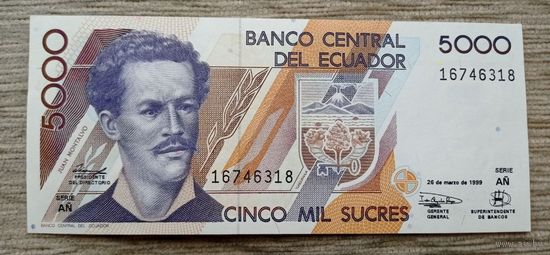 5000
BANCO CENTRAL
DEL ECUADOR
5000
16746318
JUAN MONTALVO
16746318
PRESIDENTE
DEL DIRECTORIO
SERIE
AÑ
26 de marzo de 1999
SERIE
AÑ
CINCO MIL SUCRES
GERENTE
GENERAL
SUPERINTENDENTE
DE BANCOS
BANCO CENTRAL DEL ECUADOR